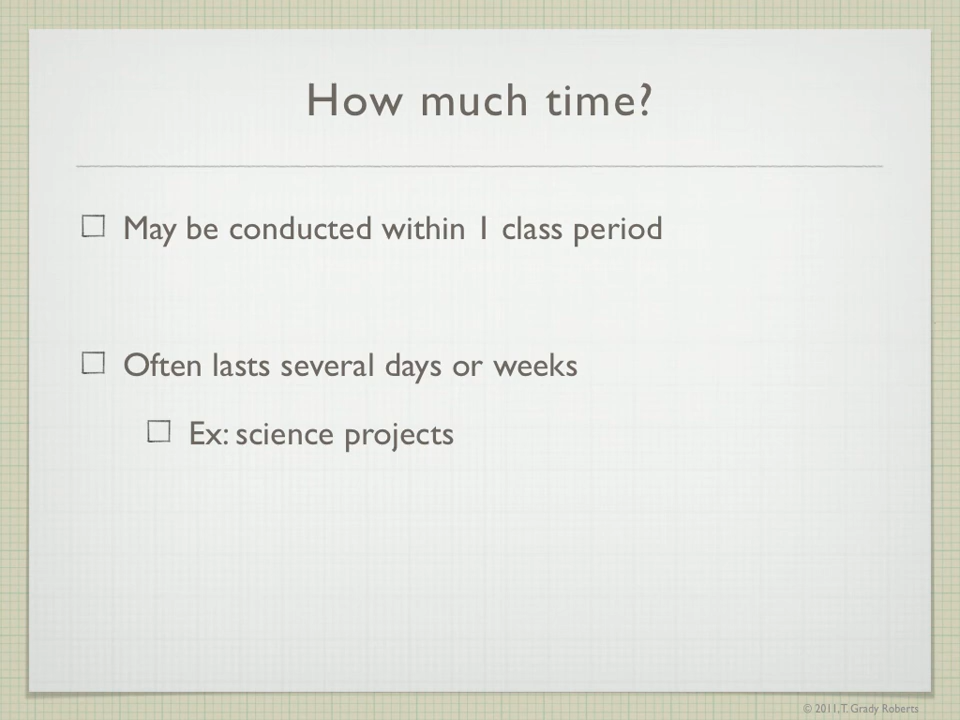 How much time?
May be conducted within 1 class period
Often lasts several days or weeks
Ex: science projects
© 2011, T. Grady Roberts